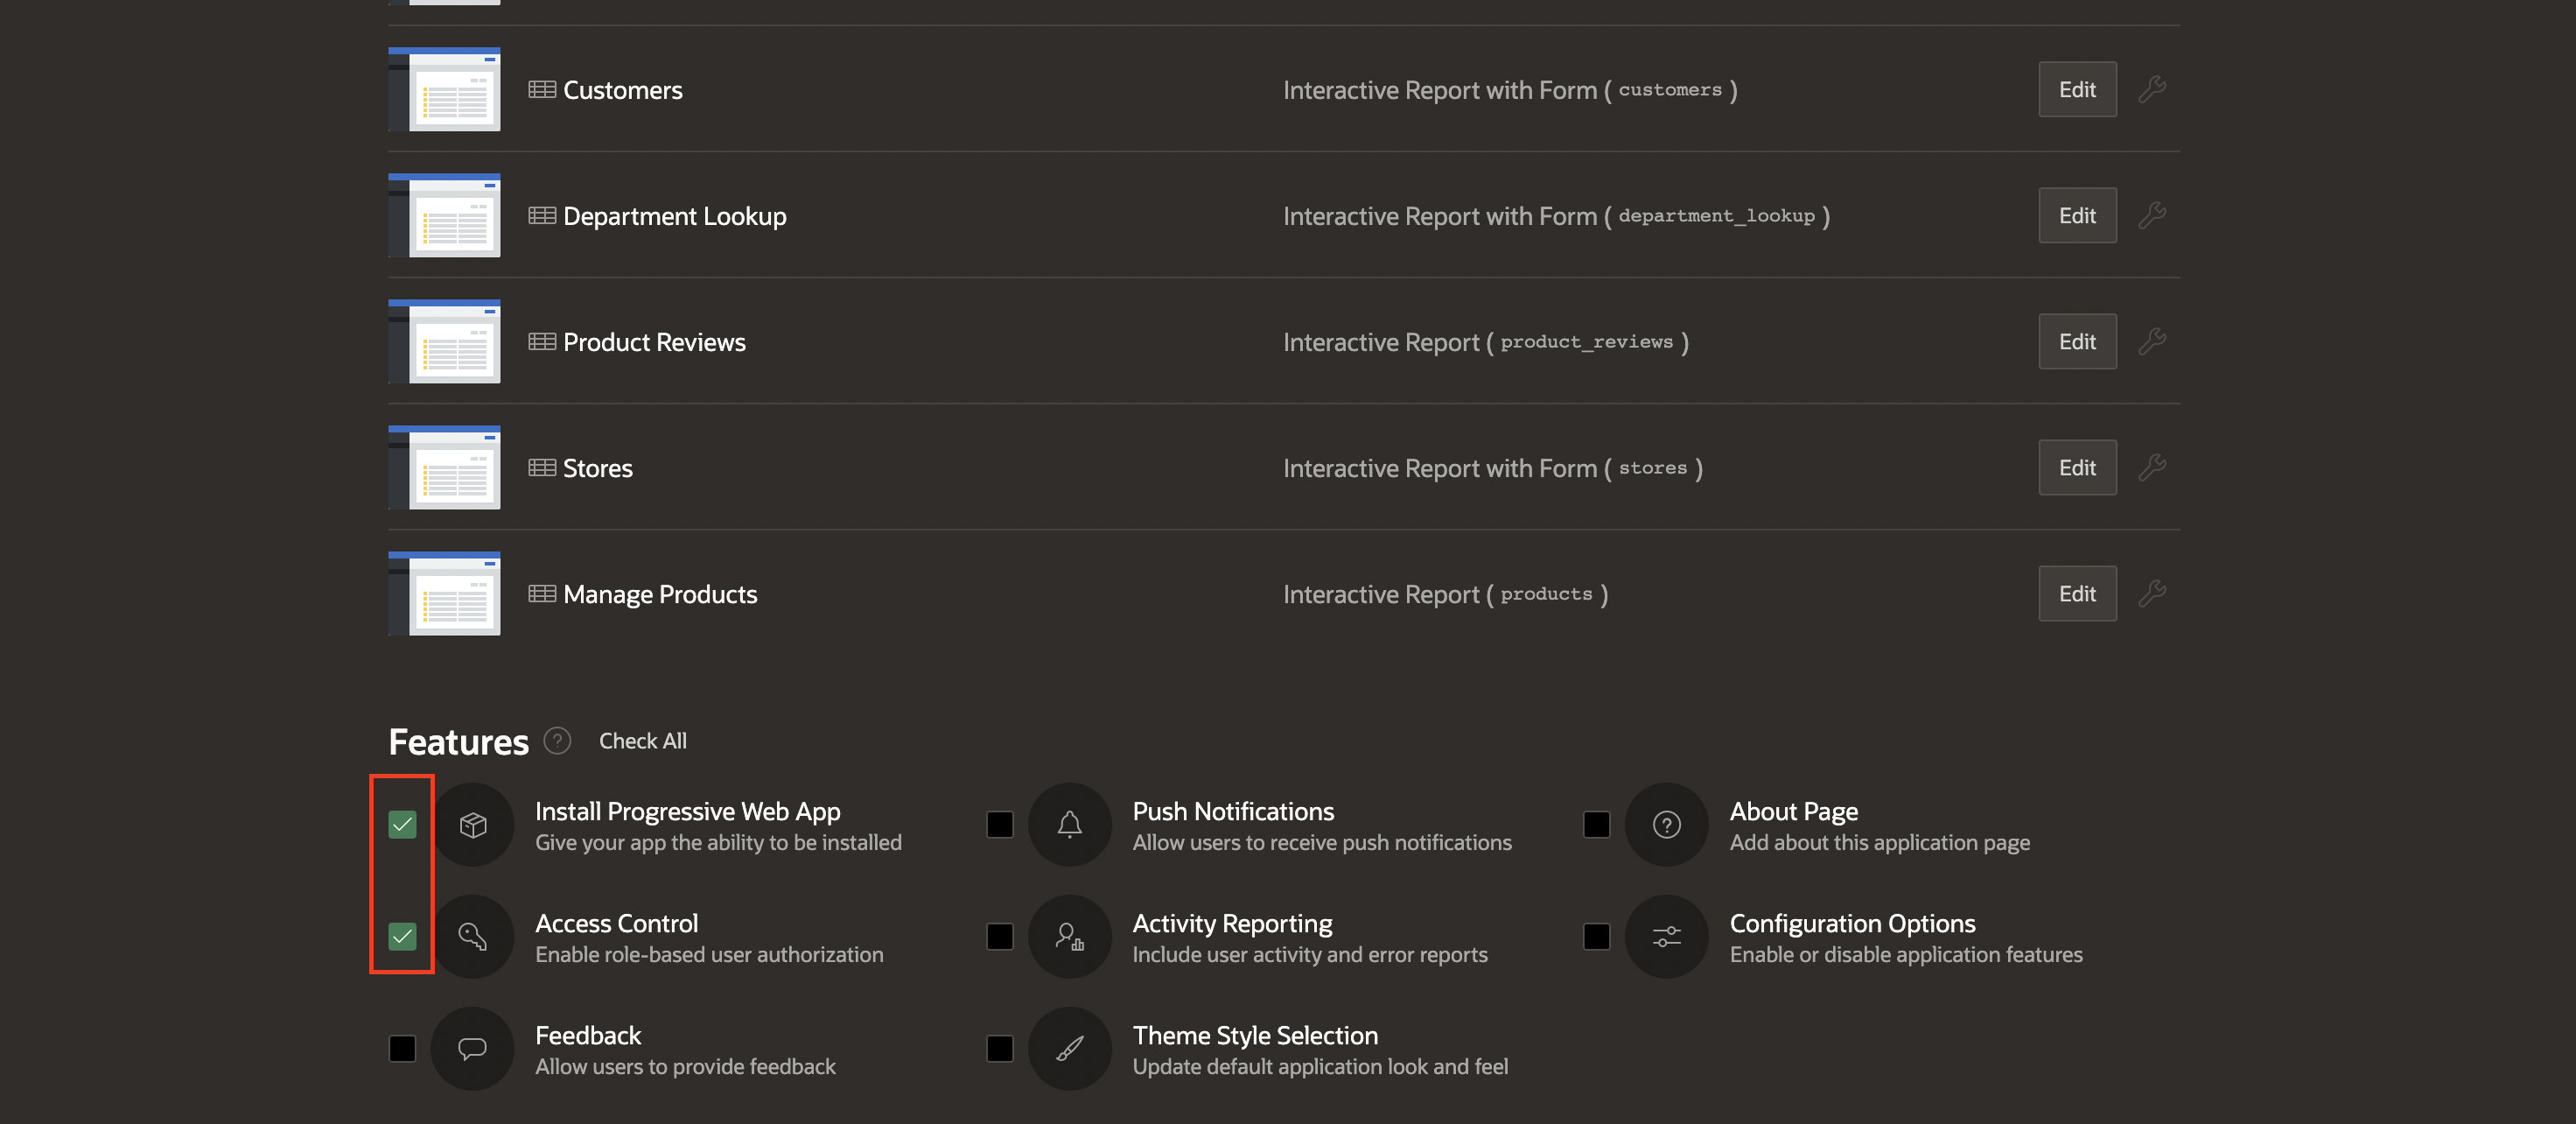 Customers Interactive Report with Form ( customers ) Edit
Department Lookup Interactive Report with Form ( department_lookup ) Edit
Product Reviews Interactive Report ( product_reviews ) Edit
Stores Interactive Report with Form ( stores ) Edit
Manage Products Interactive Report ( products ) Edit
Features ? Check All
Install Progressive Web App
Give your app the ability to be installed
Push Notifications
Allow users to receive push notifications
About Page
Add about this application page
Access Control
Enable role-based user authorization
Activity Reporting
Include user activity and error reports
Configuration Options
Enable or disable application features
Feedback
Allow users to provide feedback
Theme Style Selection
Update default application look and feel